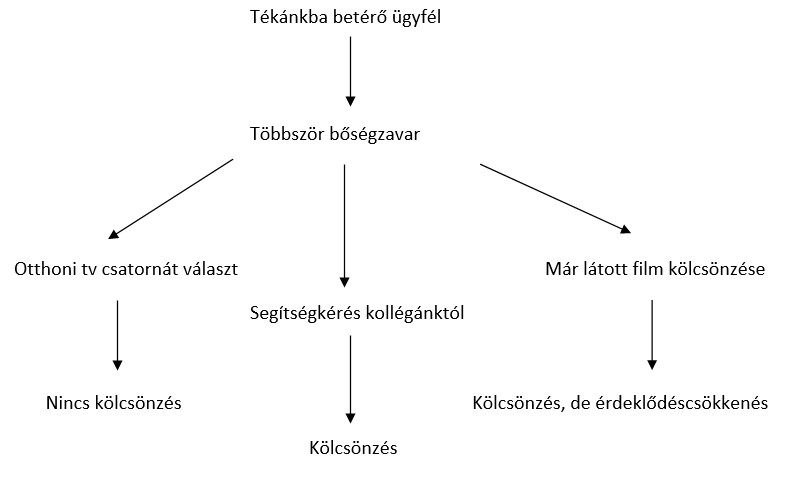 Tékánkba betérő ügyfél
Többször bőségzavar
Otthoni tv csatornát választ
Már látott film kölcsönzése
Segítségkérés kollégánktól
Nincs kölcsönzés
Kölcsönzés, de érdeklődéscsökkenés
Kölcsönzés